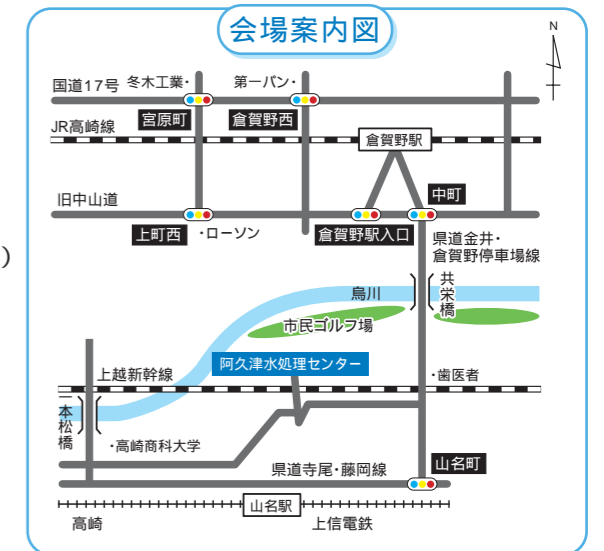 会場案内図
N
国道17号
冬木工業・
第一パン・
宮原町
倉賀野西
JR高崎線
倉賀野駅
中町
旧中山道
上町西
・ローソン
倉賀野駅入口
県道金井・
倉賀野停車場線
)
烏川
共栄橋
市民ゴルフ場
阿久津水処理センター
上越新幹線
・歯医者
一本松橋
・高崎商科大学
山名町
県道寺尾・藤岡線
山名駅
高崎
上信電鉄